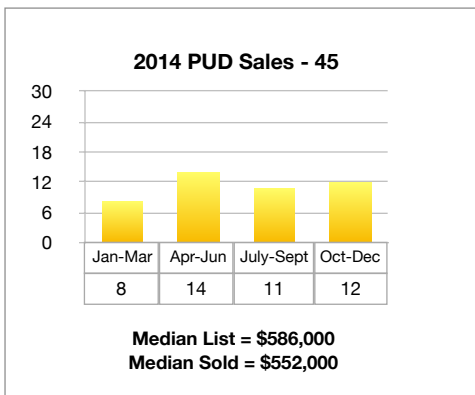 2014 PUD Sales - 45
30
24
18
12
6
0
Jan-Mar Apr-Jun July-Sept Oct-Dec
8 14 11 12
Median List = $586,000
Median Sold = $552,000